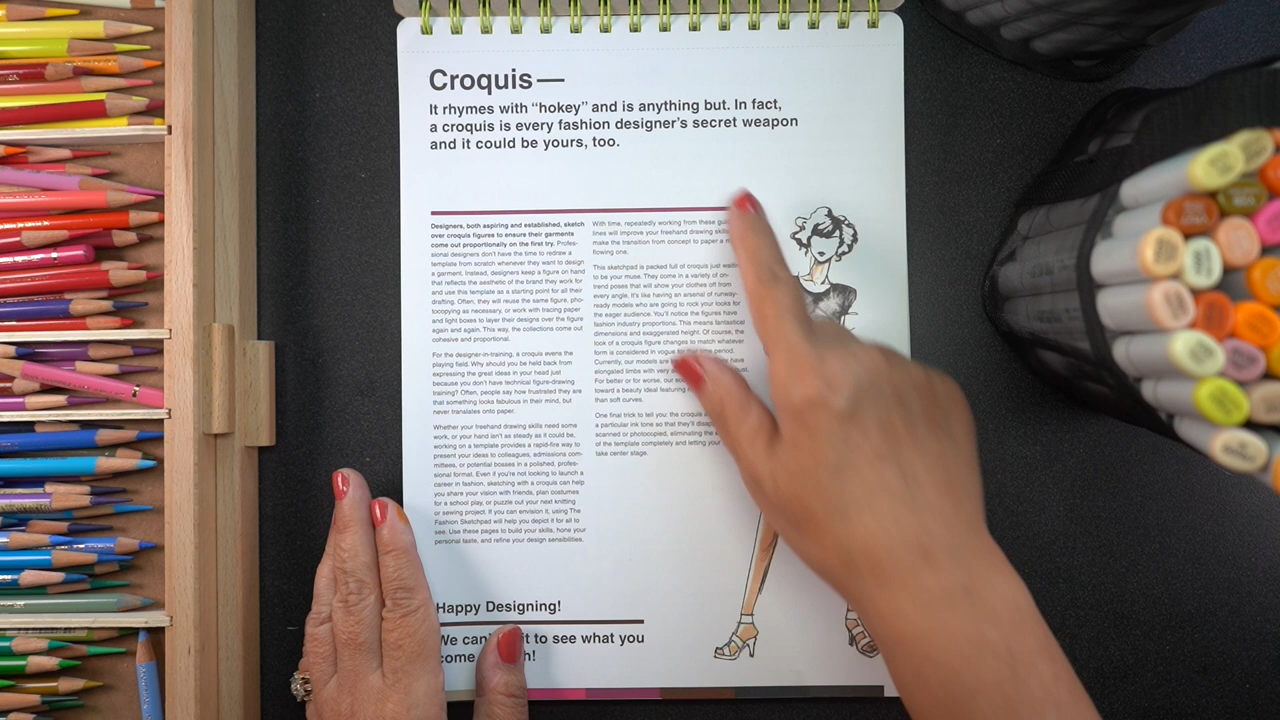 Croquis—
It rhymes with “hokey” and is anything but. In fact,
a croquis is every fashion designer’s secret weapon
and it could be yours, too.
Designers, both aspiring and established, sketch
over croquis figures to ensure their garments
come out proportionally on the first try. Profes-
sional designers don’t have the time to redraw a
template from scratch whenever they want to design
a garment. Instead, designers keep a figure on hand
that reflects the aesthetic of the brand they work for
and use this template as a starting point for all their
drafting. Often, they will reuse the same figure, pho-
tocopying as necessary, or work with tracing paper
and light boxes to layer their designs over the figure
again and again. This way, the collections come out
cohesive and proportional.
For the designer-in-training, a croquis evens the
playing field. Why should you be held back from
expressing the great ideas in your head just
because you don’t have technical figure-drawing
training? Often, people say how frustrated they are
that something looks fabulous in their mind, but
never translates onto paper.
Whether your freehand drawing skills need some
work, or your hand isn’t as steady as it could be,
working on a template provides a rapid-fire way to
present your ideas to colleagues, admissions com-
mittees, or potential bosses in a polished, profes-
sional format. Even if you’re not looking to launch a
career in fashion, sketching with a croquis can help
you share your vision with friends, plan costumes
for a school play, or puzzle out your next knitting
or sewing project. If you can envision it, using The
Fashion Sketchpad will help you depict it for all to
see. Use these pages to build your skills, hone your
personal taste, and refine your design sensibilities.
With time, repeatedly working from these
lines will improve your freehand drawing skills
make the transition from concept to paper a
flowing one.
This sketchpad is packed full of croquis just
to be your muse. They come in a variety of on-
trend poses that will show your clothes off from
every angle. It’s like having an arsenal of runway-
ready models who are going to rock your looks for
the eager audience. You’ll notice the figures have
fashion industry proportions. This means fantastical
dimensions and exaggerated height. Of course, the
look of a croquis figure changes to match whatever
form is considered in vogue time period.
Currently, our models are have
elongated limbs with very
For better or for worse, our
toward a beauty ideal featuring
than soft curves.
One final trick to tell you: the croquis
a particular ink tone so that they’ll
scanned or photocopied, eliminating the
of the template completely and letting your
take center stage.
Happy Designing!
We can’t it to see what you
come h!